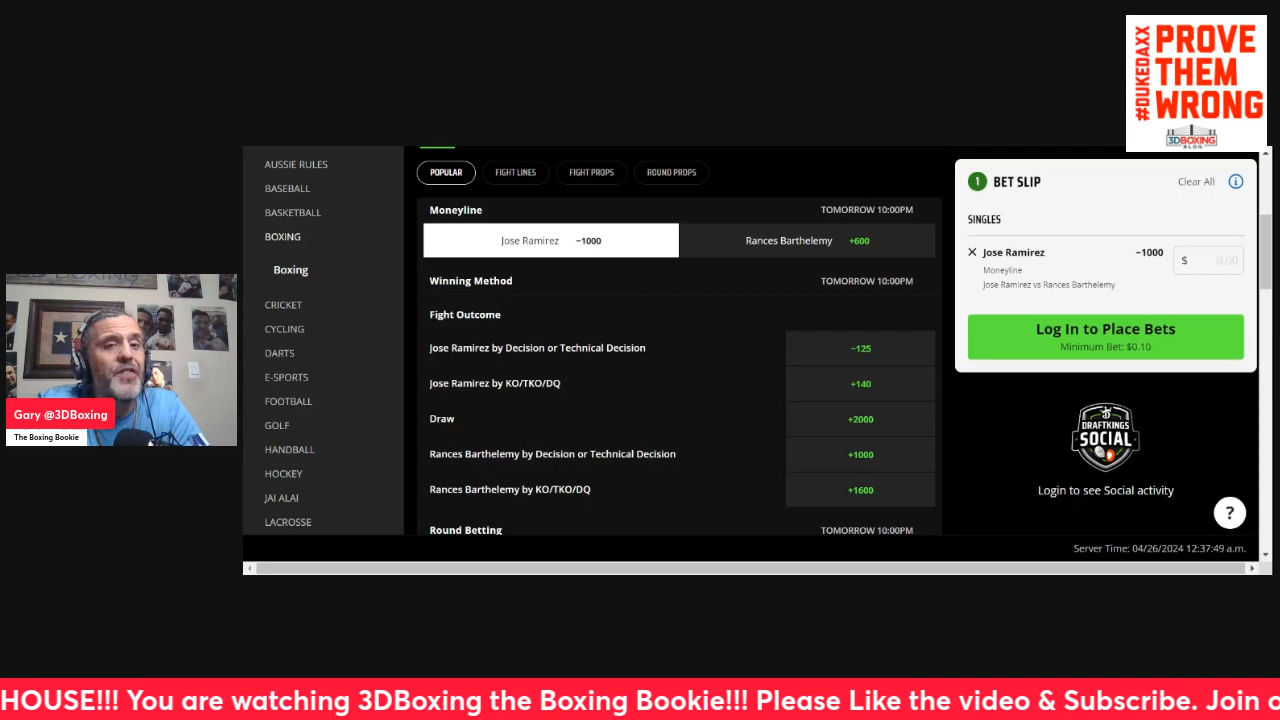 #DUKEDAXX
PROVE
THEM
WRONG
3DBOXING
BLOG
AUSSIE RULES
BASEBALL
BASKETBALL
BOXING
Boxing
CRICKET
CYCLING
DARTS
E-SPORTS
FOOTBALL
GOLF
HANDBALL
HOCKEY
JAI ALAI
LACROSSE
POPULAR
FIGHT LINES
FIGHT PROPS
ROUND PROPS
Moneyline
TOMORROW 10:00PM
Jose Ramirez −1000
Rances Barthelemy +600
Winning Method
TOMORROW 10:00PM
Fight Outcome
Jose Ramirez by Decision or Technical Decision −125
Jose Ramirez by KO/TKO/DQ +140
Draw +2000
Rances Barthelemy by Decision or Technical Decision +1000
Rances Barthelemy by KO/TKO/DQ +1600
Round Betting
TOMORROW 10:00PM
1 BET SLIP
Clear All
SINGLES
Jose Ramirez −1000
$ 0.00
Moneyline
Jose Ramirez vs Rances Barthelemy
Log In to Place Bets
Minimum Bet: $0.10
DRAFTKINGS
SOCIAL
Login to see Social activity
?
Server Time: 04/26/2024 12:37:49 a.m.
Gary @3DBoxing
The Boxing Bookie
HOUSE!!! You are watching 3DBoxing the Boxing Bookie!!! Please Like the video & Subscribe. Join